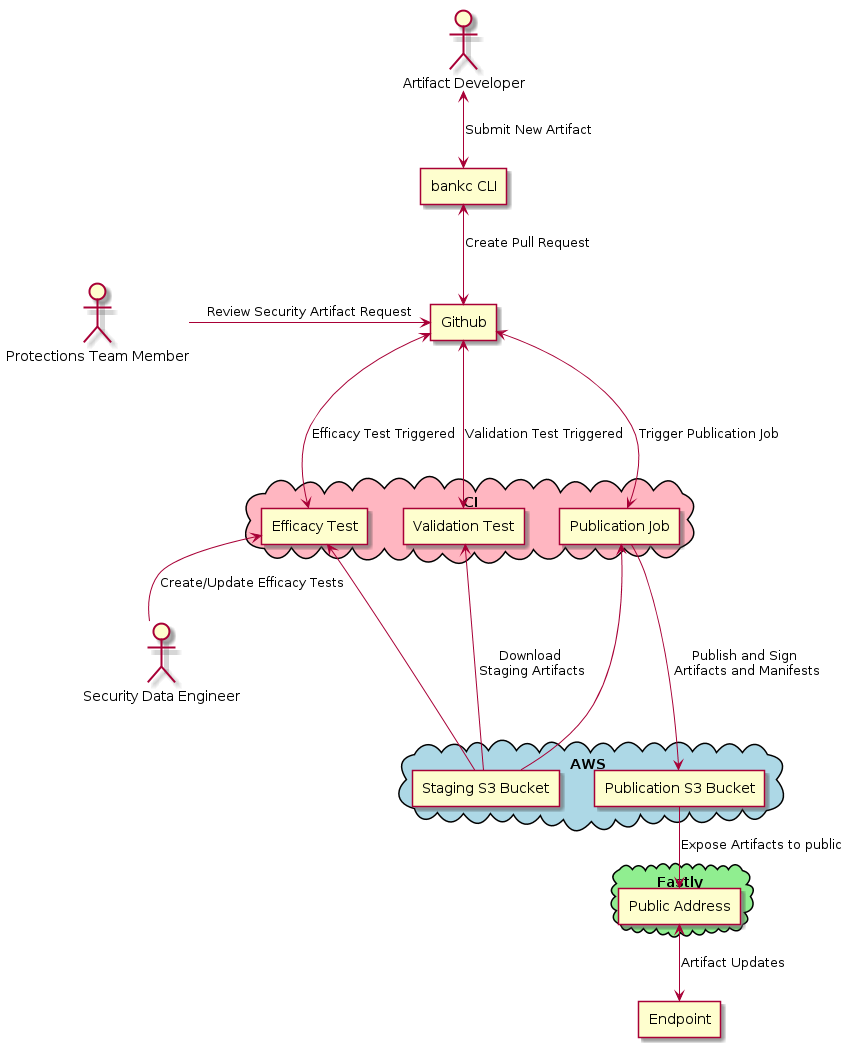 Artifact Developer
Submit New Artifact
bankc CLI
Create Pull Request
Review Security Artifact Request
Github
Protections Team Member
Efficacy Test Triggered
Validation Test Triggered
Trigger Publication Job
CI
Efficacy Test
Validation Test
Publication Job
Create/Update Efficacy Tests
Security Data Engineer
Download
Staging Artifacts
Publish and Sign
Artifacts and Manifests
AWS
Staging S3 Bucket
Publication S3 Bucket
Expose Artifacts to public
Fastly
Public Address
Artifact Updates
Endpoint